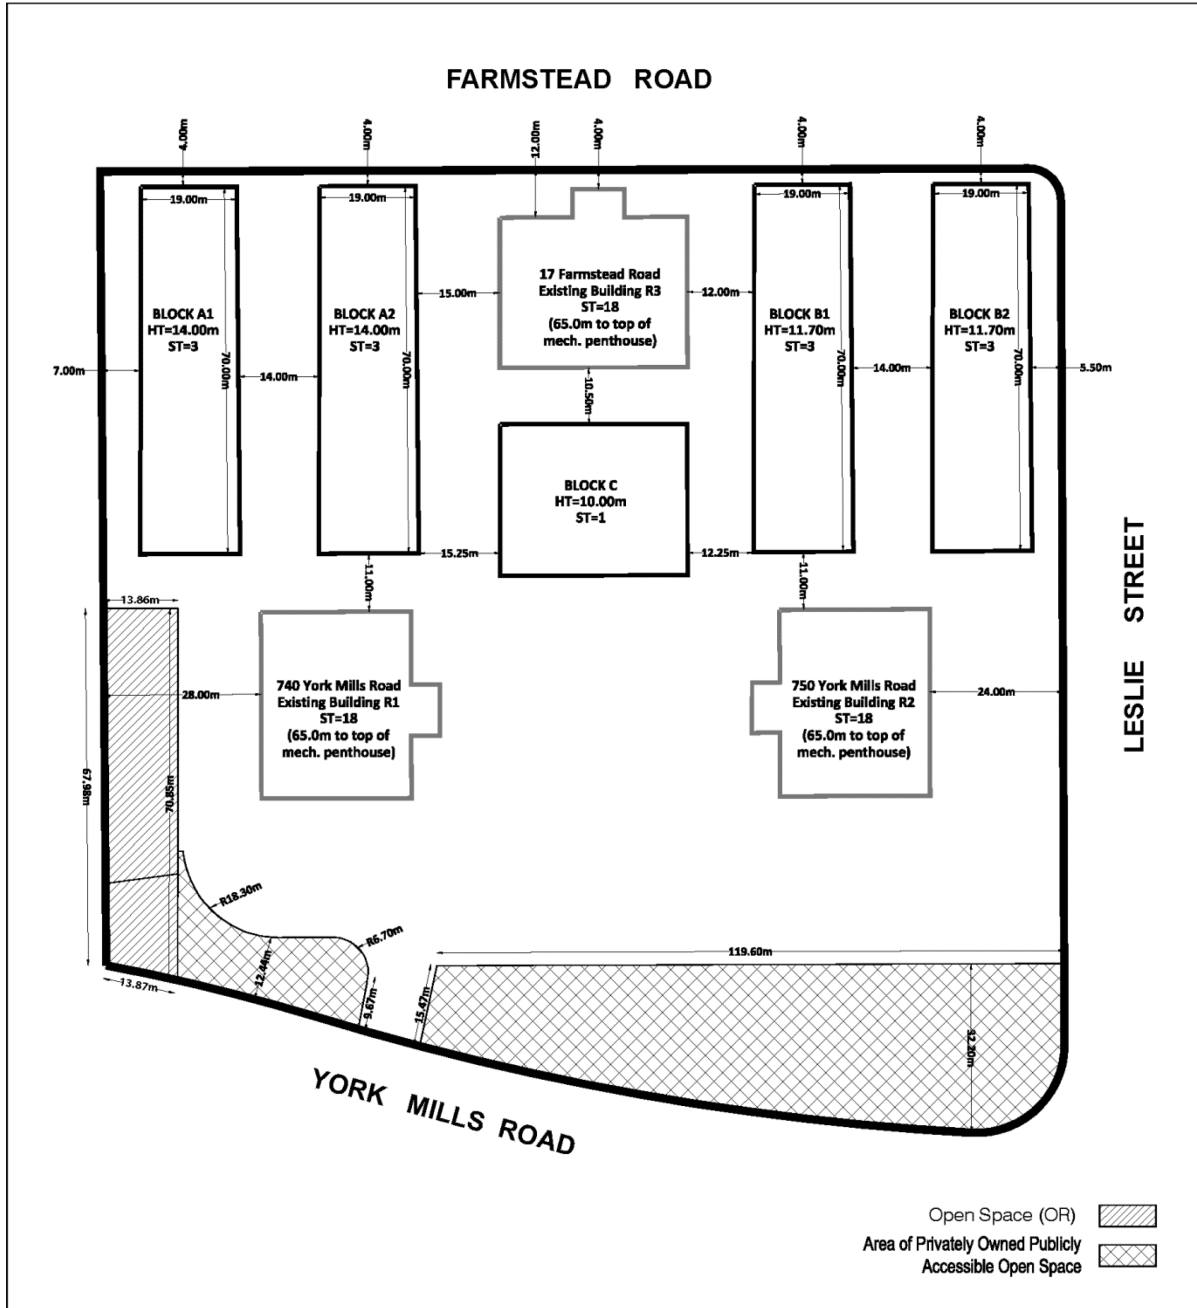 FARMSTEAD ROAD
4.00m
4.00m
12.00m
4.00m
4.00m
4.00m
19.00m
19.00m
19.00m
19.00m
17 Farmstead Road
Existing Building R3
ST=18
(65.0m to top of
mech. penthouse)
15.00m
12.00m
BLOCK A1
HT=14.00m
ST=3
70.00m
BLOCK A2
HT=14.00m
ST=3
70.00m
BLOCK B1
HT=11.70m
ST=3
70.00m
BLOCK B2
HT=11.70m
ST=3
70.00m
7.00m
14.00m
14.00m
5.50m
10.50m
BLOCK C
HT=10.00m
ST=1
15.25m
12.25m
11.00m
11.00m
LESLIE STREET
13.86m
28.00m
740 York Mills Road
Existing Building R1
ST=18
(65.0m to top of
mech. penthouse)
750 York Mills Road
Existing Building R2
ST=18
(65.0m to top of
mech. penthouse)
24.00m
67.98m
70.85m
R18.30m
R6.70m
12.44m
9.67m
13.87m
119.60m
15.47m
32.20m
YORK MILLS ROAD
Open Space (OR)
Area of Privately Owned Publicly
Accessible Open Space